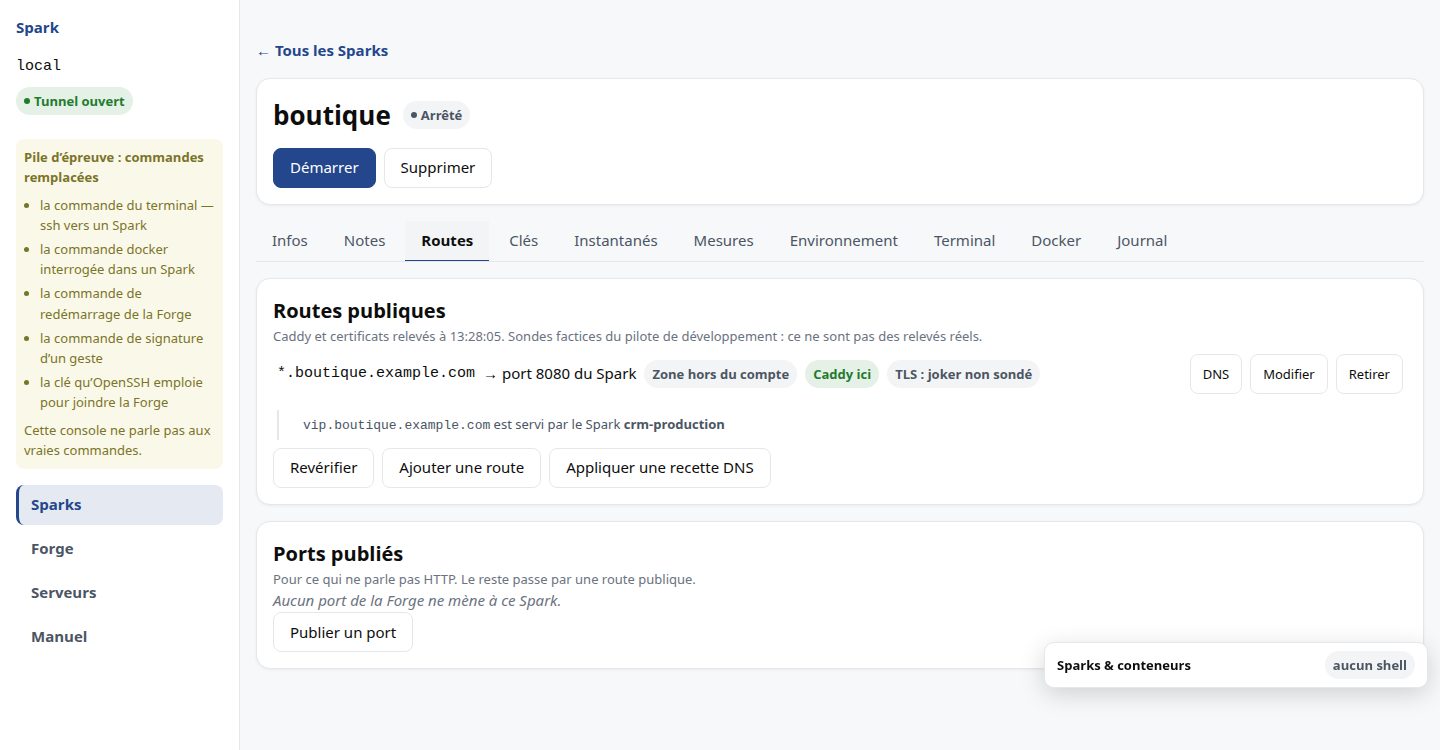 Spark
local
Tunnel ouvert
Pile d’épreuve : commandes
remplacées
la commande du terminal —
ssh vers un Spark
la commande docker
interrogée dans un Spark
la commande de
redémarrage de la Forge
la commande de signature
d’un geste
la clé qu’OpenSSH emploie
pour joindre la Forge
Cette console ne parle pas aux
vraies commandes.
Sparks
Forge
Serveurs
Manuel
← Tous les Sparks
boutique Arrêté
Démarrer Supprimer
Infos Notes Routes Clés Instantanés Mesures Environnement Terminal Docker Journal
Routes publiques
Caddy et certificats relevés à 13:28:05. Sondes factices du pilote de développement : ce ne sont pas des relevés réels.
*.boutique.example.com → port 8080 du Spark Zone hors du compte Caddy ici TLS : joker non sondé DNS Modifier Retirer
vip.boutique.example.com est servi par le Spark crm-production
Revérifier Ajouter une route Appliquer une recette DNS
Ports publiés
Pour ce qui ne parle pas HTTP. Le reste passe par une route publique.
Aucun port de la Forge ne mène à ce Spark.
Publier un port
Sparks & conteneurs aucun shell